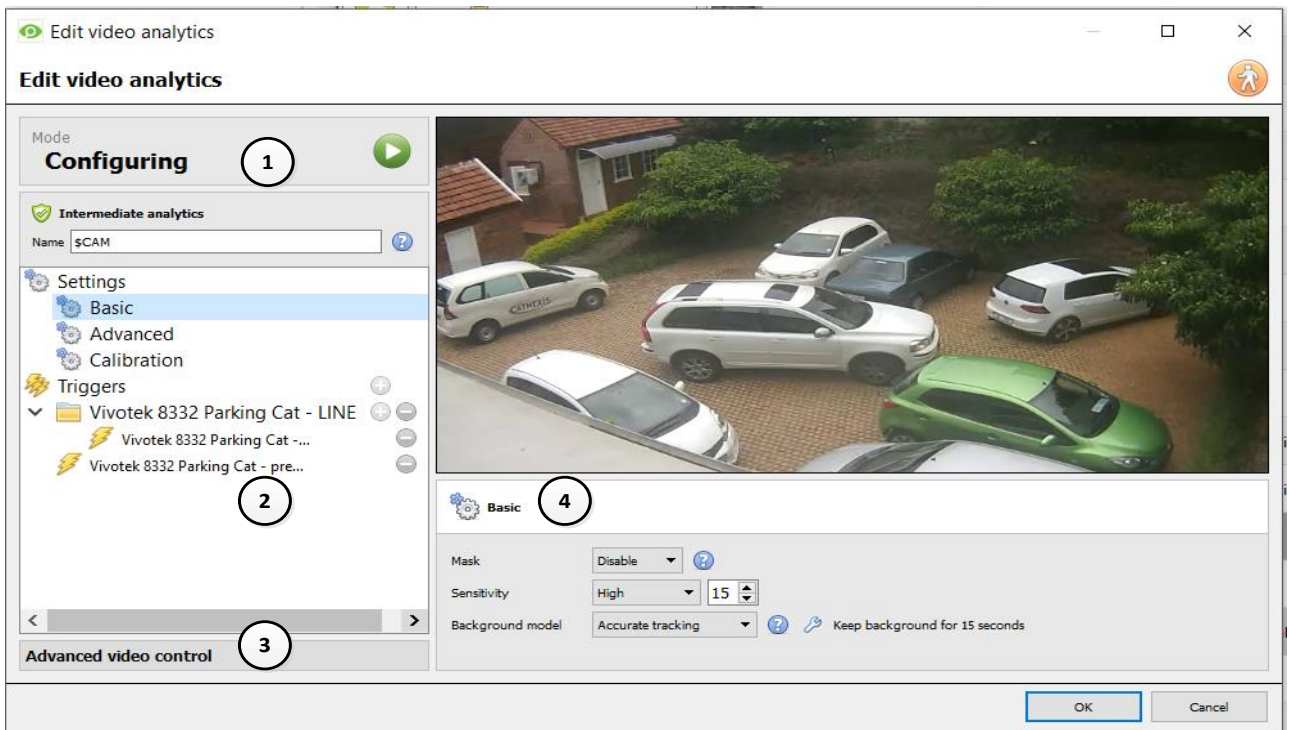 Edit video analytics
Edit video analytics
Mode
Configuring
1
Intermediate analytics
Name $CAM
Settings
Basic
Advanced
Calibration
Triggers
Vivotek 8332 Parking Cat - LINE
Vivotek 8332 Parking Cat -...
Vivotek 8332 Parking Cat - pre...
2
Advanced video control
3
CATHEXIS
Basic
4
Mask Disable
Sensitivity High 15
Background model Accurate tracking Keep background for 15 seconds
OK Cancel